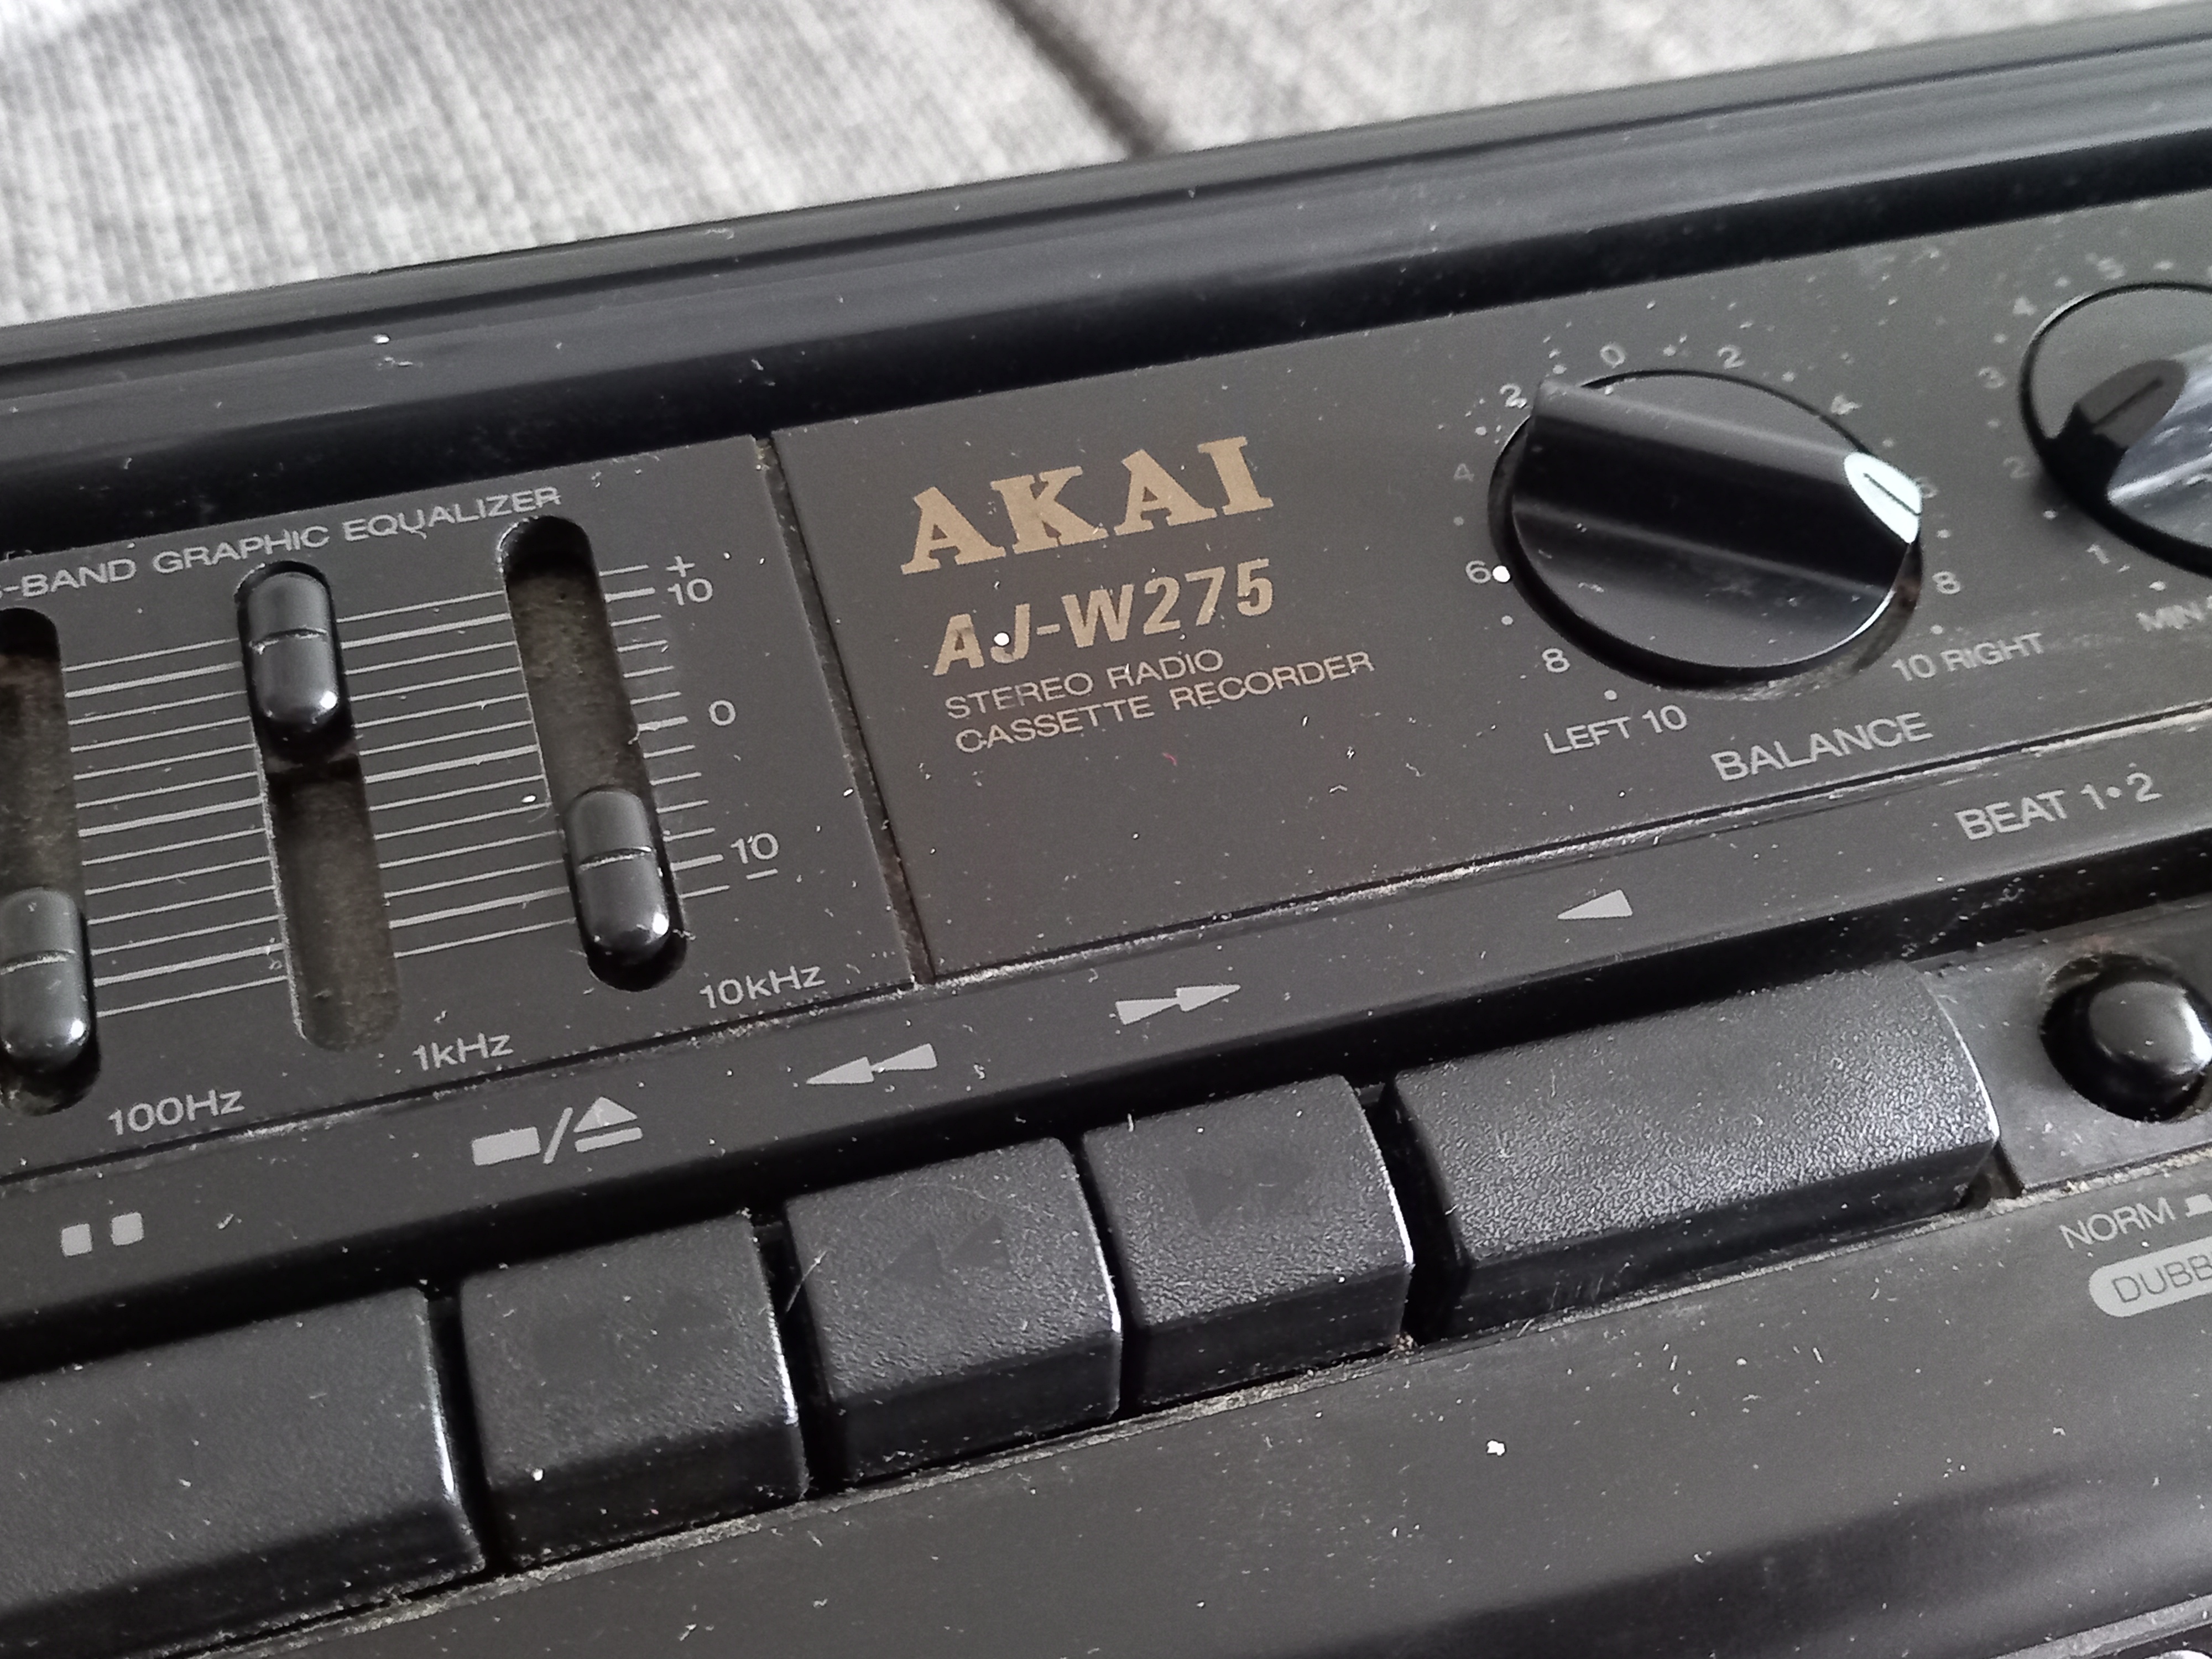 -BAND GRAPHIC EQUALIZER
+
10
0
10
−
100Hz
1kHz
10kHz
AKAI
AJ-W275
STEREO RADIO
CASSETTE RECORDER
0
2 2
4 4
6 6
8 8
LEFT 10
10 RIGHT
BALANCE
5
4
3
2
1
MIN
BEAT 1•2
NORM
DUBB